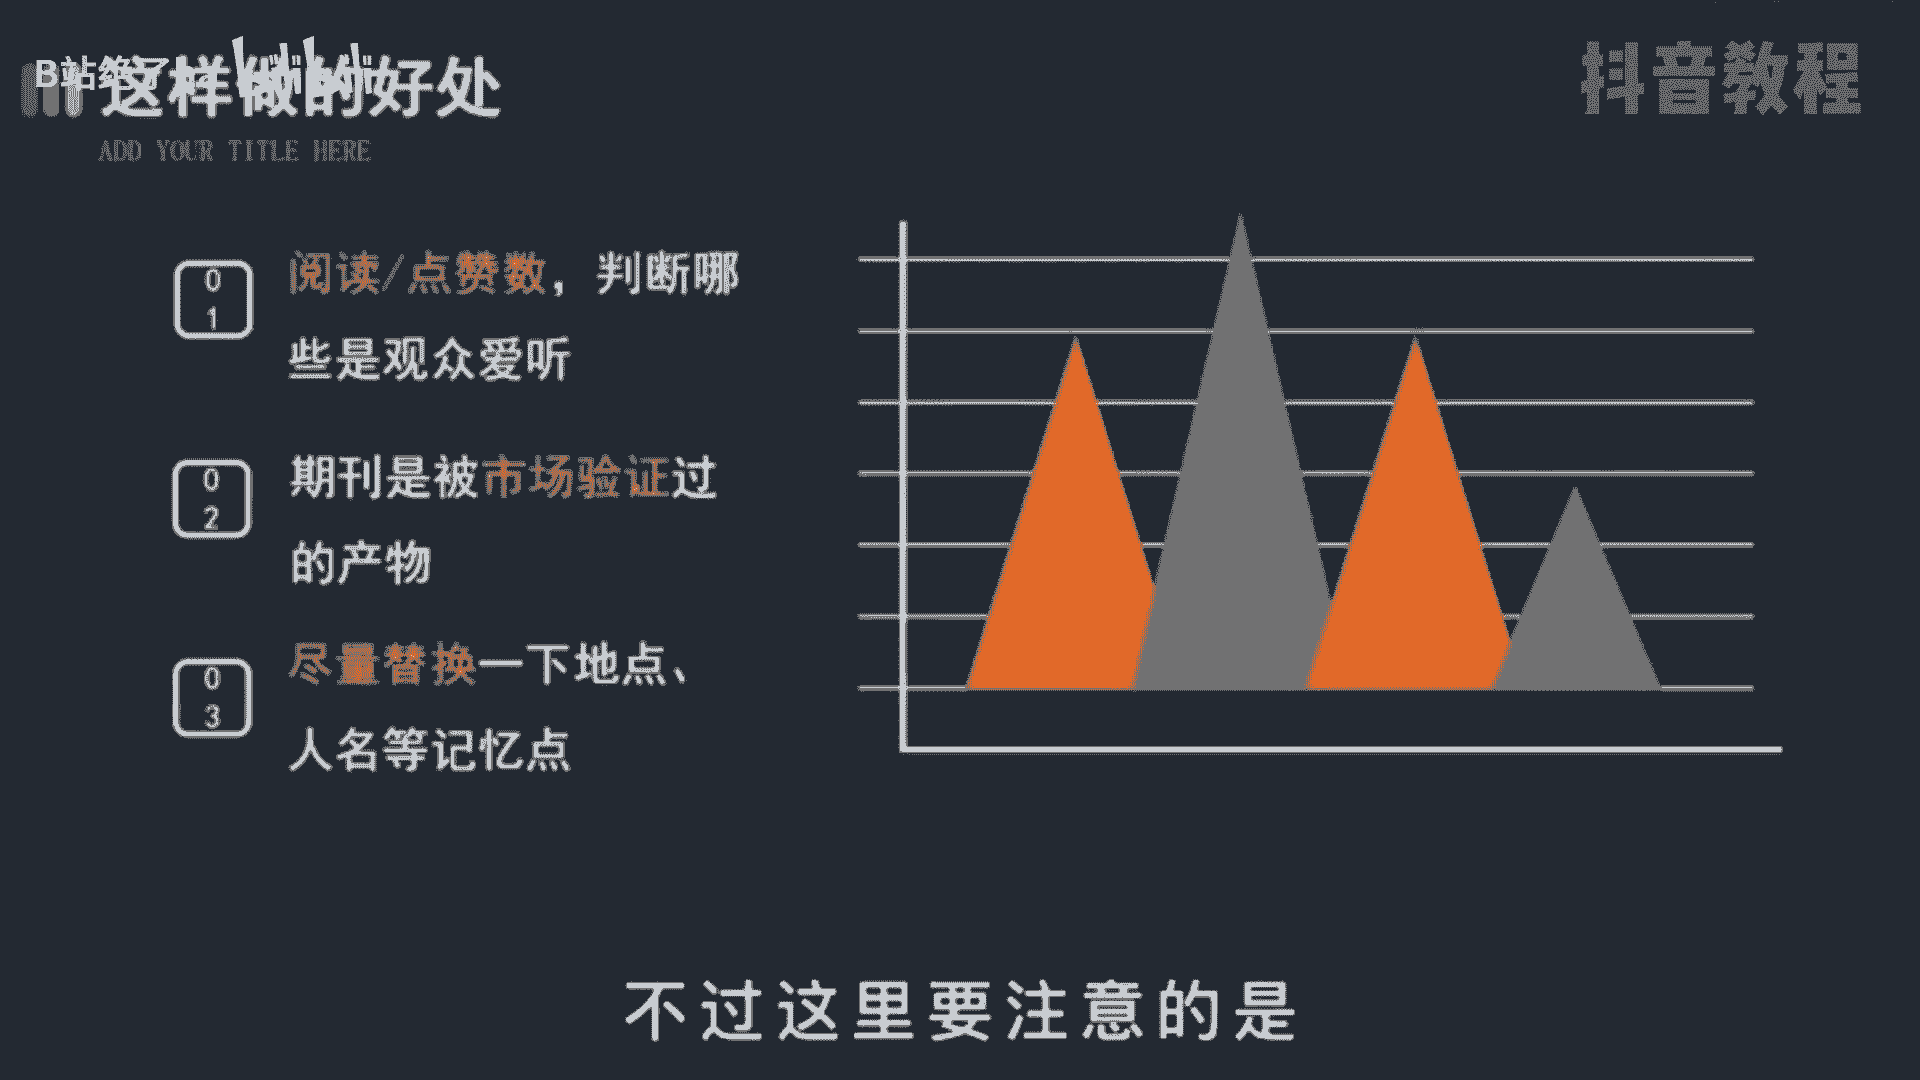 B站
这样做的好处
抖音教程
ADD YOUR TITLE HERE
01
阅读/点赞数，判断哪
些是观众爱听
02
期刊是被市场验证过
的产物
03
尽量替换一下地点、
人名等记忆点
不过这里要注意的是